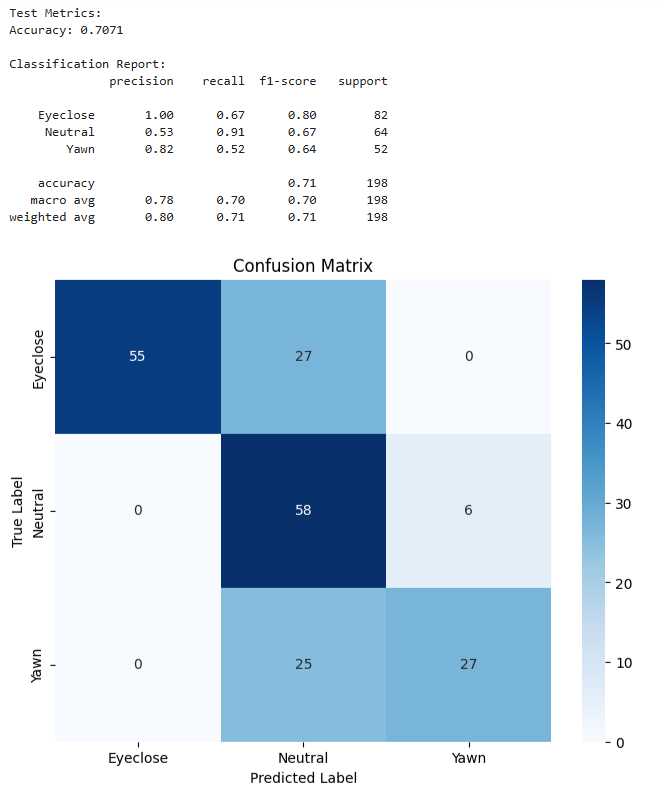 Test Metrics:
Accuracy: 0.7071
Classification Report:
precision recall f1-score support
Eyeclose 1.00 0.67 0.80 82
Neutral 0.53 0.91 0.67 64
Yawn 0.82 0.52 0.64 52
accuracy 0.71 198
macro avg 0.78 0.70 0.70 198
weighted avg 0.80 0.71 0.71 198
Confusion Matrix
True Label
Eyeclose
55 27 0
Neutral
0 58 6
Yawn
0 25 27
Eyeclose Neutral Yawn
Predicted Label
50
40
30
20
10
0